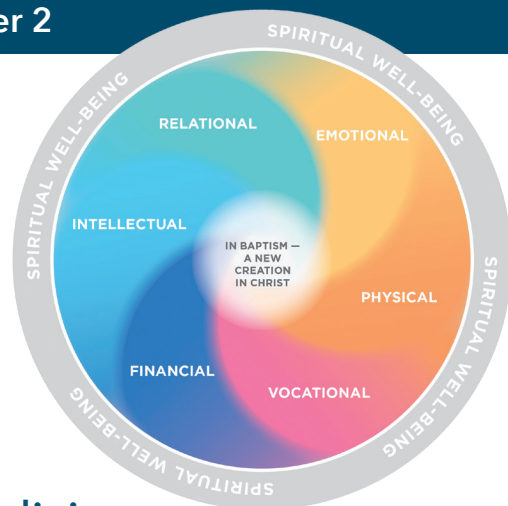 er 2
SPIRITUAL WELL-BEING
SPIRITUAL WELL-BEING
SPIRITUAL WELL-BEING
SPIRITUAL WELL-BEING
RELATIONAL
EMOTIONAL
INTELLECTUAL
IN BAPTISM —
A NEW
CREATION
IN CHRIST
PHYSICAL
FINANCIAL
VOCATIONAL